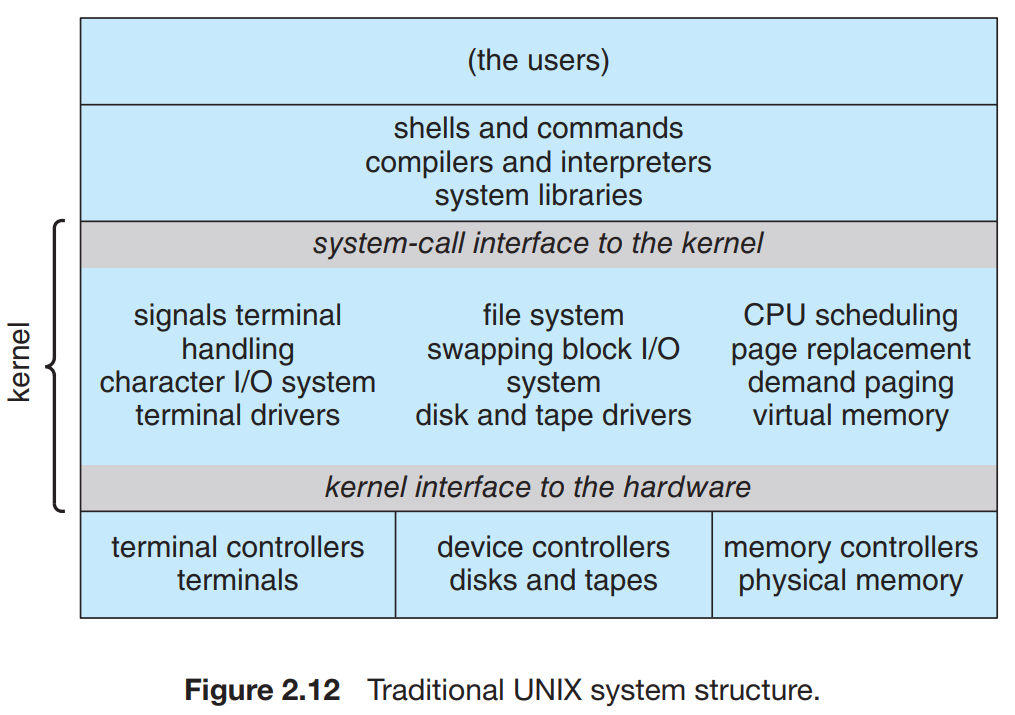 (the users)
shells and commands
compilers and interpreters
system libraries
system-call interface to the kernel
kernel
signals terminal
handling
character I/O system
terminal drivers
file system
swapping block I/O
system
disk and tape drivers
CPU scheduling
page replacement
demand paging
virtual memory
kernel interface to the hardware
terminal controllers
terminals
device controllers
disks and tapes
memory controllers
physical memory
Figure 2.12 Traditional UNIX system structure.